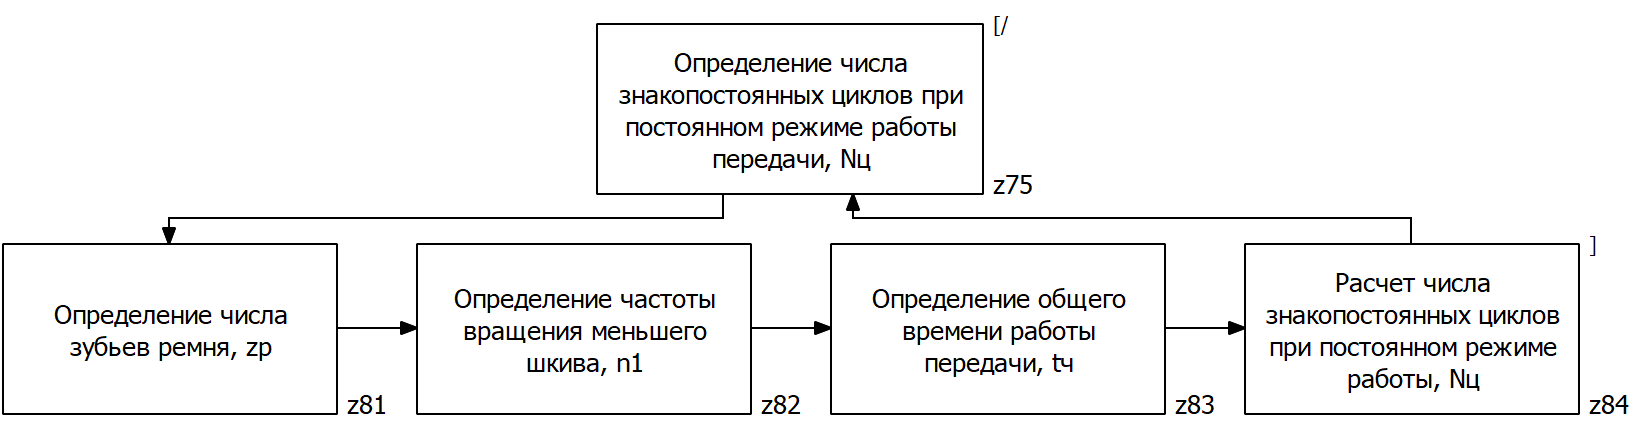 [/
Определение числа
знакопостоянных циклов при
постоянном режиме работы
передачи, Nц
z75
Определение числа
зубьев ремня, zр
z81
Определение частоты
вращения меньшего
шкива, n1
z82
Определение общего
времени работы
передачи, tч
z83
]
Расчет числа
знакопостоянных циклов
при постоянном режиме
работы, Nц
z84